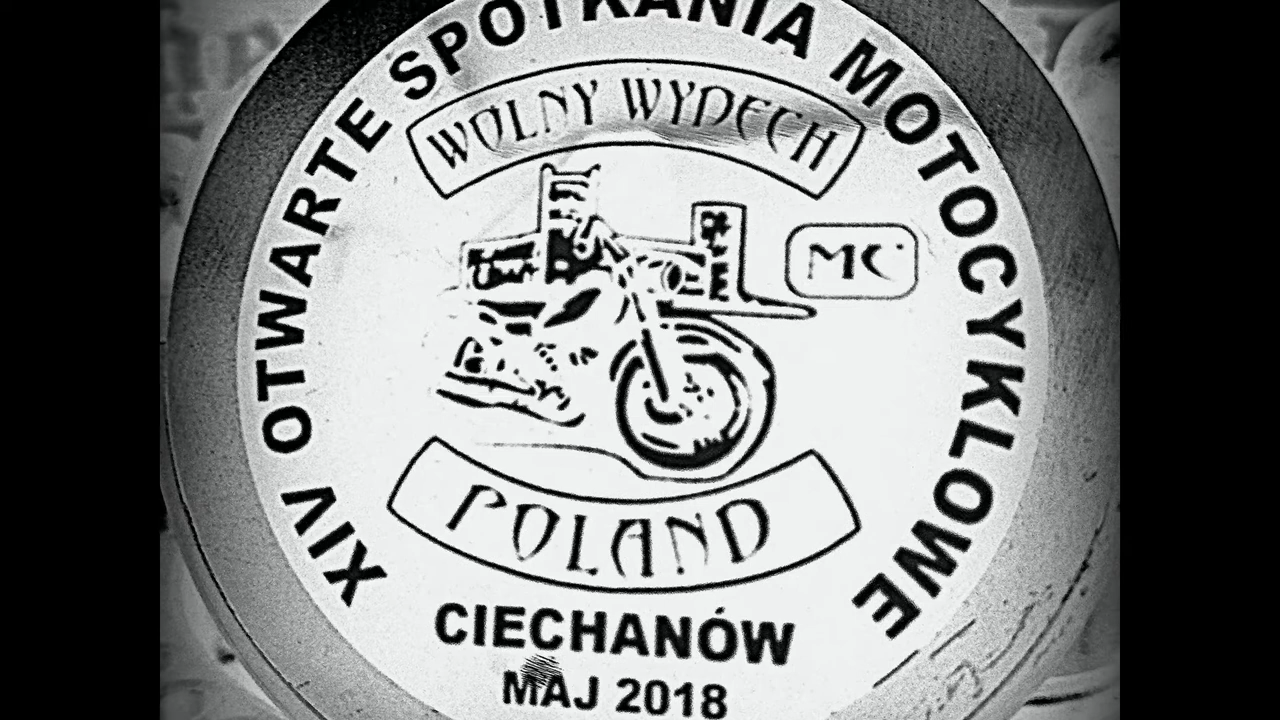 XIV OTWARTE SPOTKANIA MOTOCYKLOWE
WOLNY WYDECH
MC
POLAND
CIECHANÓW
MAJ 2018